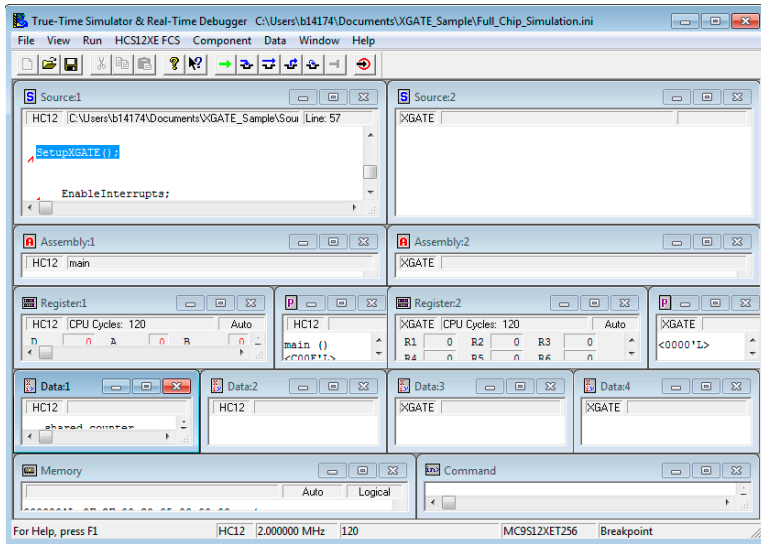 True-Time Simulator & Real-Time Debugger C:\Users\b14174\Documents\XGATE_Sample\Full_Chip_Simulation.ini
File View Run HCS12XE FCS Component Data Window Help
Source:1
HC12 C:\Users\b14174\Documents\XGATE_Sample\Sour Line: 57
SetupXGATE();
EnableInterrupts;
Source:2
XGATE
Assembly:1
HC12 main
Assembly:2
XGATE
Register:1
HC12 CPU Cycles: 120 Auto
D 0 A 0 B 0
P
HC12
main ()
<C00F'L>
Register:2
XGATE CPU Cycles: 120 Auto
R1 0 R2 0 R3 0
R4 0 R5 0 R6 0
P
XGATE
<0000'L>
Data:1
HC12
shared counter
Data:2
HC12
Data:3
XGATE
Data:4
XGATE
Memory
Auto Logical
Command
For Help, press F1 HC12 2.000000 MHz 120 MC9S12XET256 Breakpoint